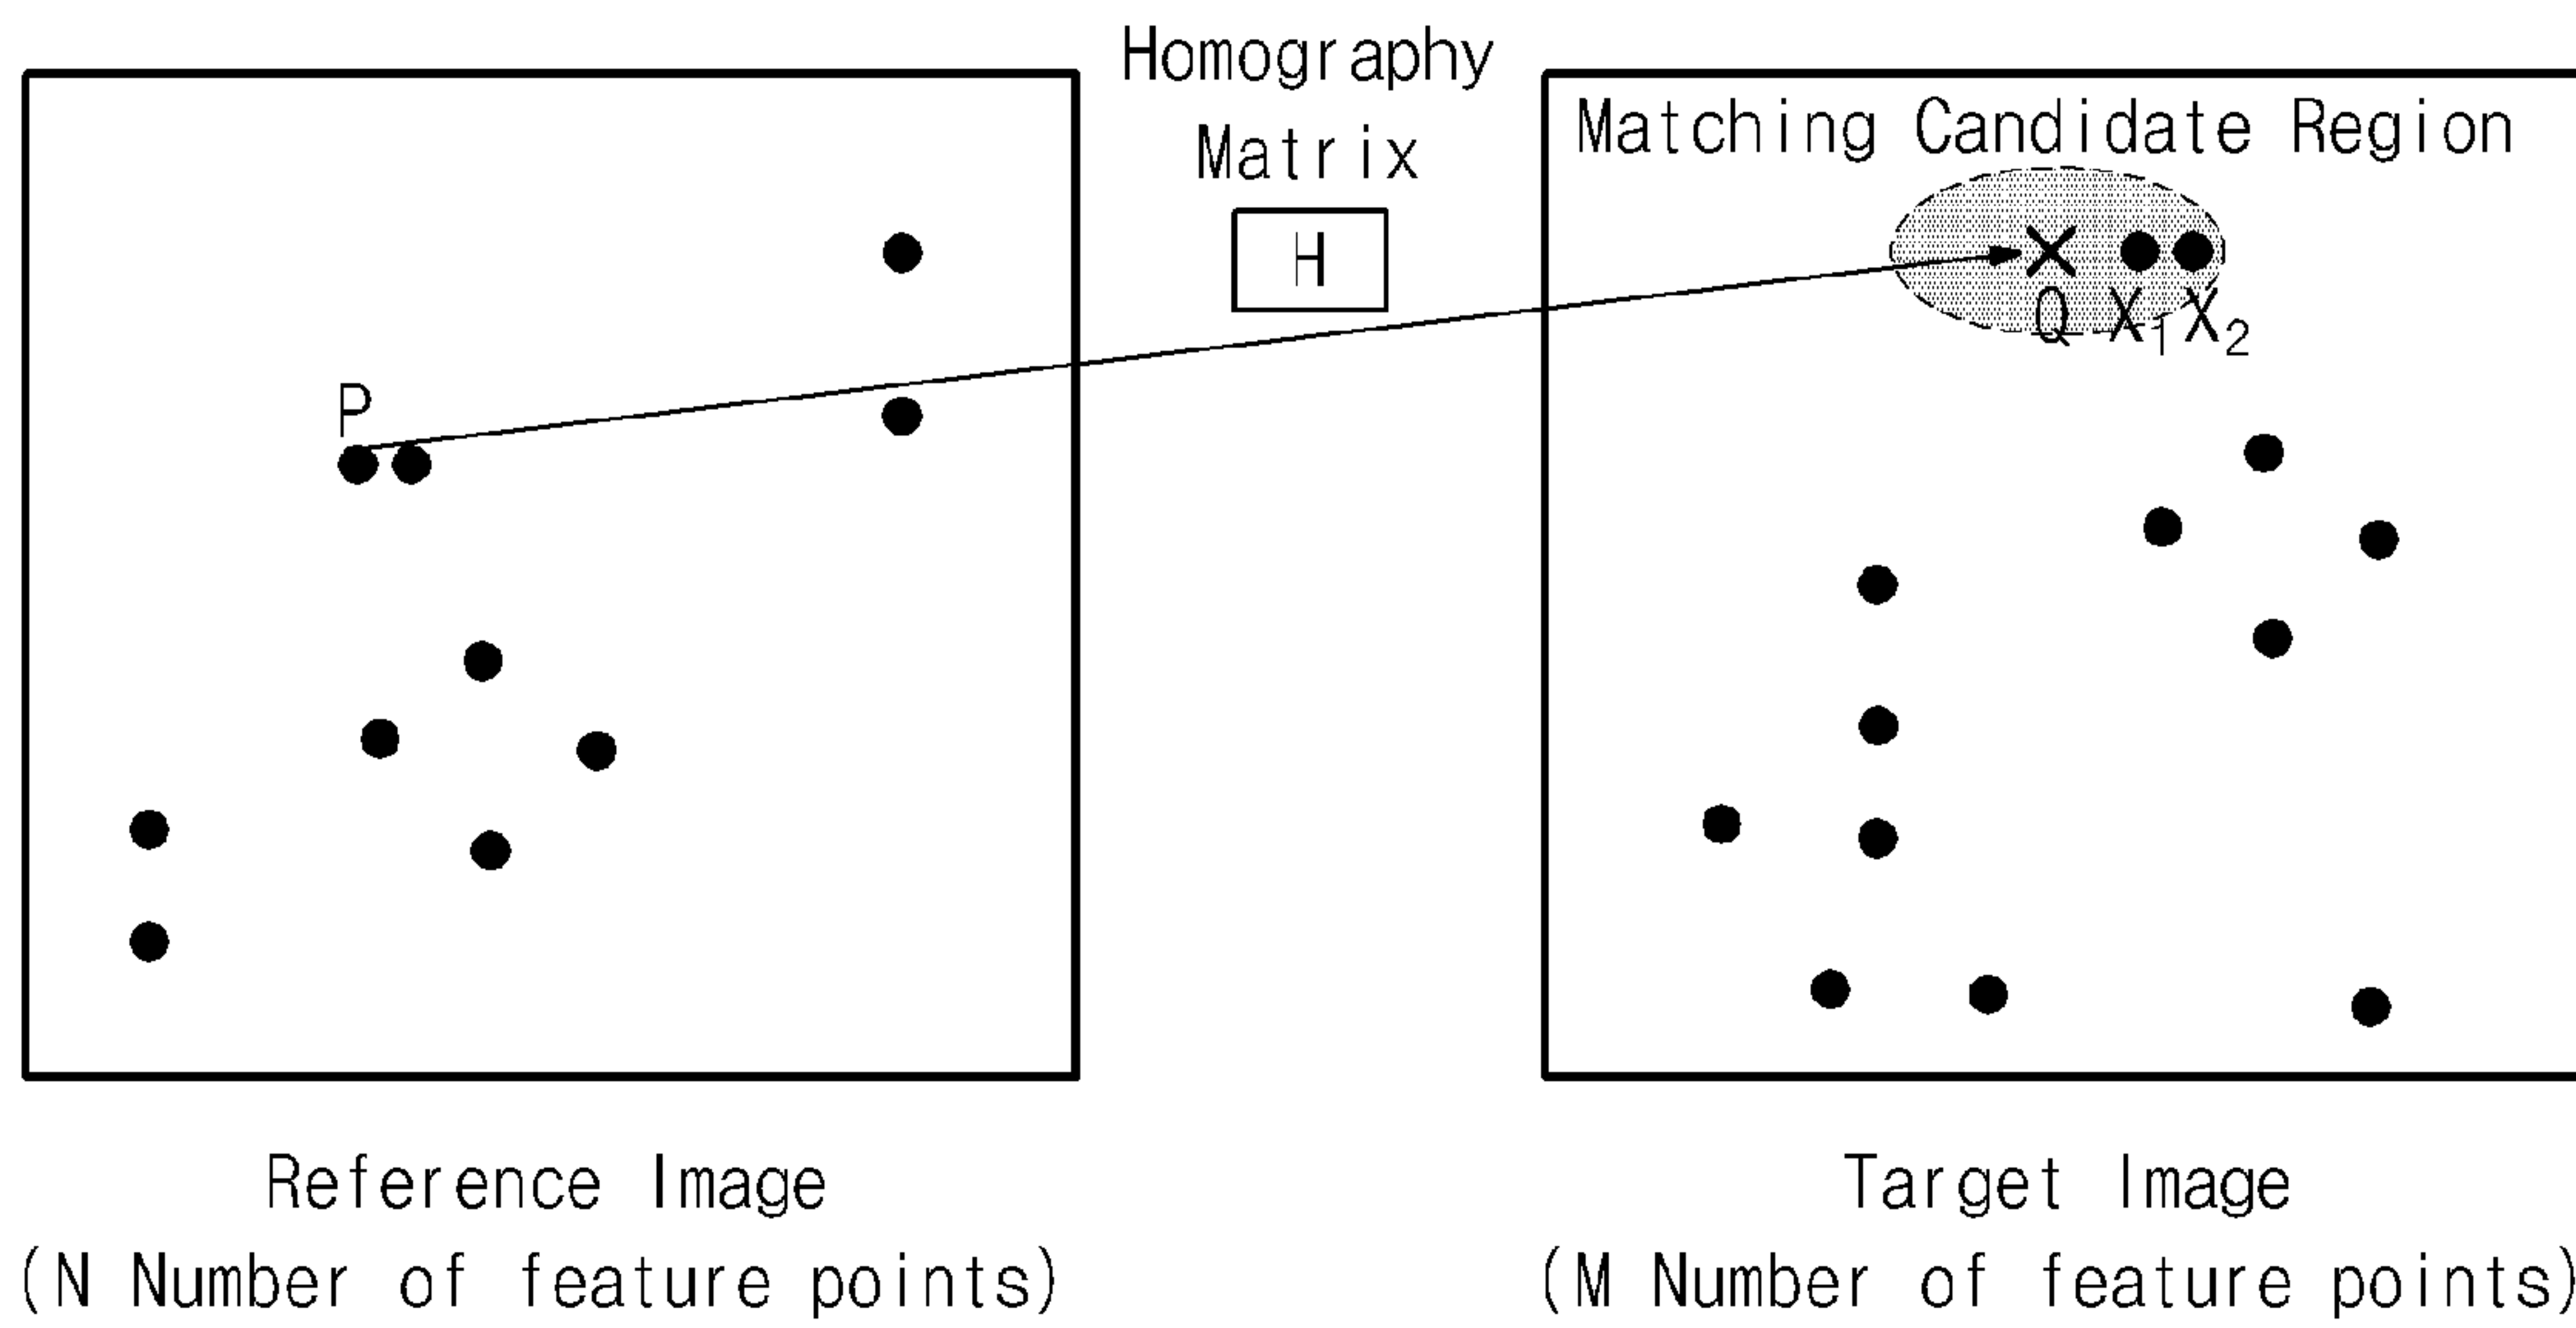 Homography
Matrix
H
Matching Candidate Region
Q X1 X2
P
Reference Image
(N Number of feature points)
Target Image
(M Number of feature points)